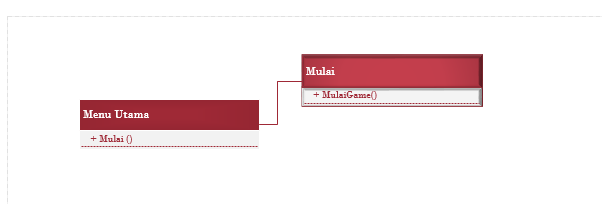 Mulai
+ MulaiGame()
Menu Utama
+ Mulai ()